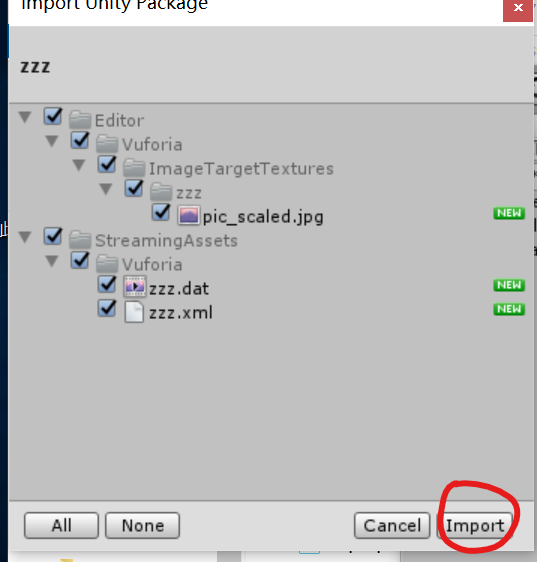 Import Unity Package
zzz
Editor
Vuforia
ImageTargetTextures
zzz
pic_scaled.jpg NEW
StreamingAssets
Vuforia
zzz.dat NEW
zzz.xml NEW
All None Cancel Import